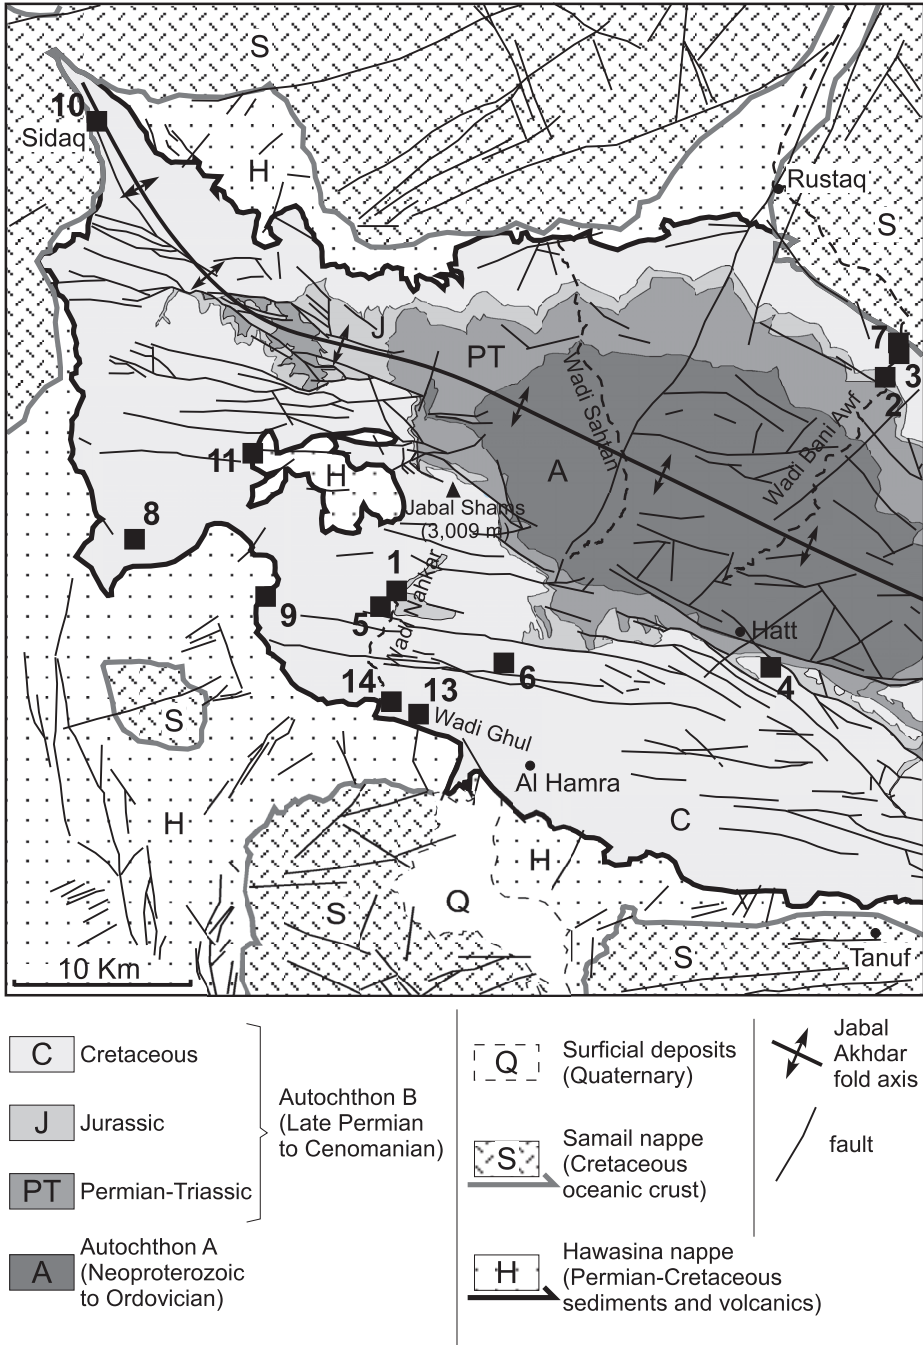 S
10
Sidaq
H
Rustaq
S
J
PT
7
3
2
Wadi Sahtan
Wadi Bani Awf
11
H
A
Jabal Shams
(3,009 m)
8
1
9
5
Wadi Nahkar
Hatt
6
4
14
13
Wadi Ghul
S
Al Hamra
C
H
H
Q
S
S
Tanuf
10 Km
C
Cretaceous
J
Jurassic
PT
Permian-Triassic
A
Autochthon A
(Neoproterozoic
to Ordovician)
Autochthon B
(Late Permian
to Cenomanian)
Q
Surficial deposits
(Quaternary)
S
Samail nappe
(Cretaceous
oceanic crust)
H
Hawasina nappe
(Permian-Cretaceous
sediments and volcanics)
Jabal
Akhdar
fold axis
fault